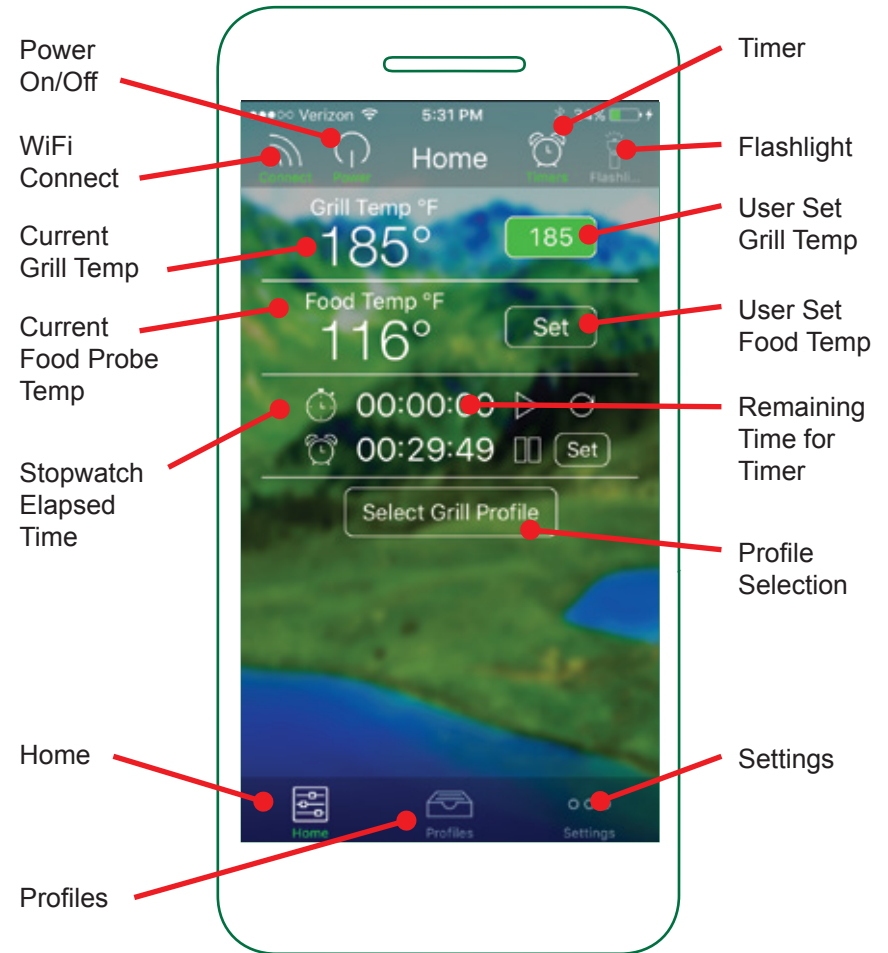 Power
On/Off
WiFi
Connect
Current
Grill Temp
Current
Food Probe
Temp
Stopwatch
Elapsed
Time
Home
Profiles
Verizon 5:31 PM 34%
Home
Connect Power Timers Flashli...
Grill Temp °F
185° 185
Food Temp °F
116° Set
00:00:00
00:29:49 Set
Select Grill Profile
Home Profiles Settings
Timer
Flashlight
User Set
Grill Temp
User Set
Food Temp
Remaining
Time for
Timer
Profile
Selection
Settings